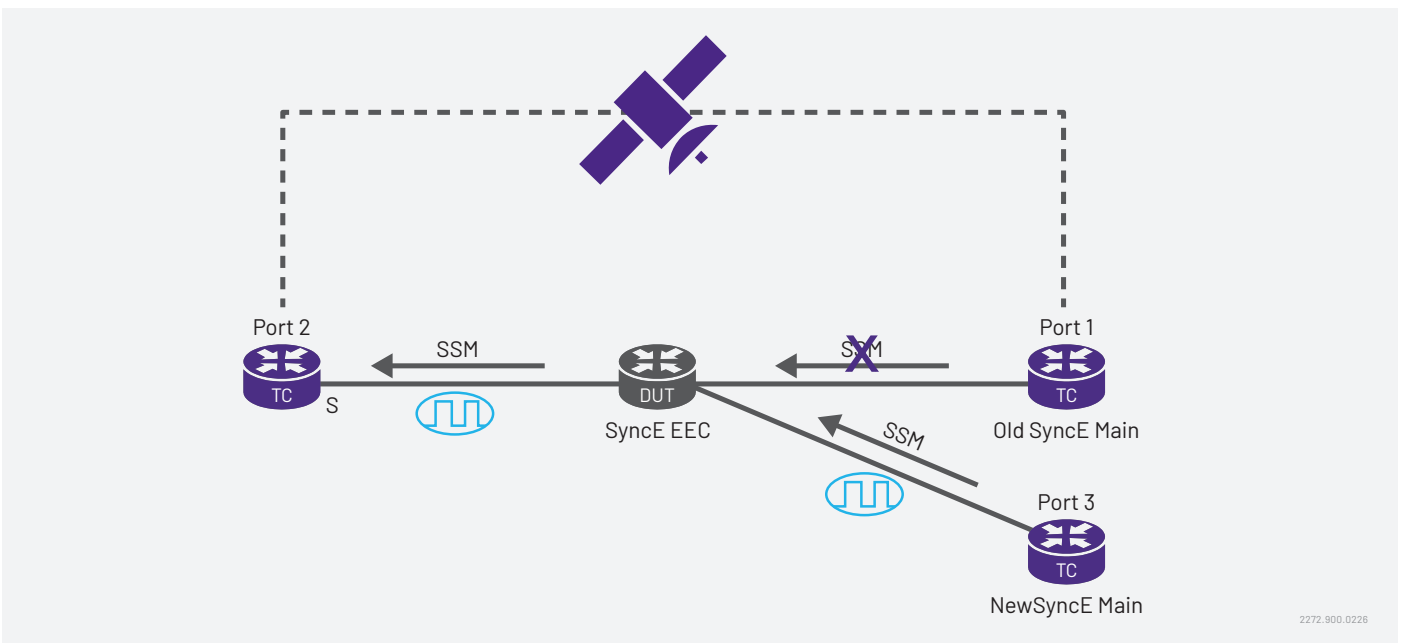 Port 2
Port 1
SSM
SSM
X
TC
DUT
TC
S
SyncE EEC
Old SyncE Main
SSM
Port 3
TC
NewSyncE Main
2272.900.0226